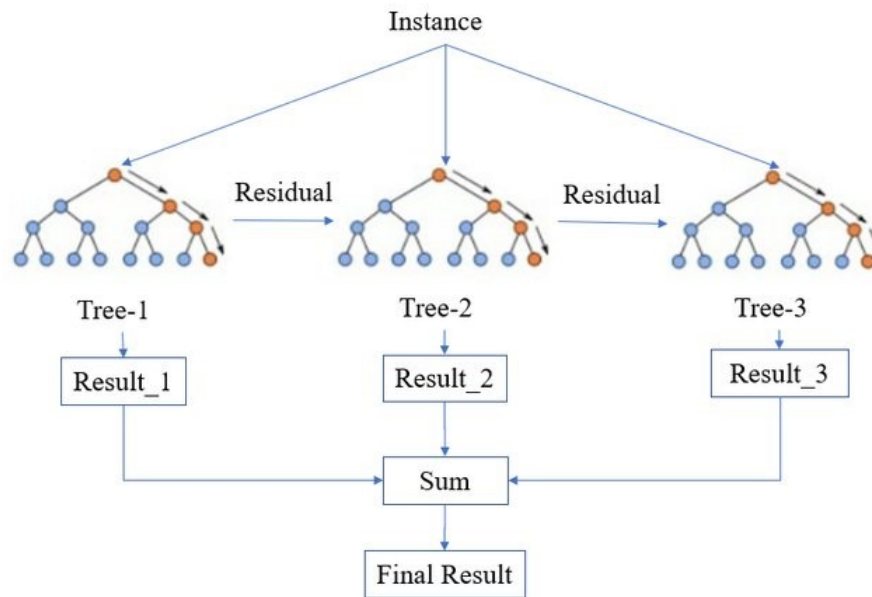 Instance
Residual
Residual
Tree-1
Tree-2
Tree-3
Result_1
Result_2
Result_3
Sum
Final Result